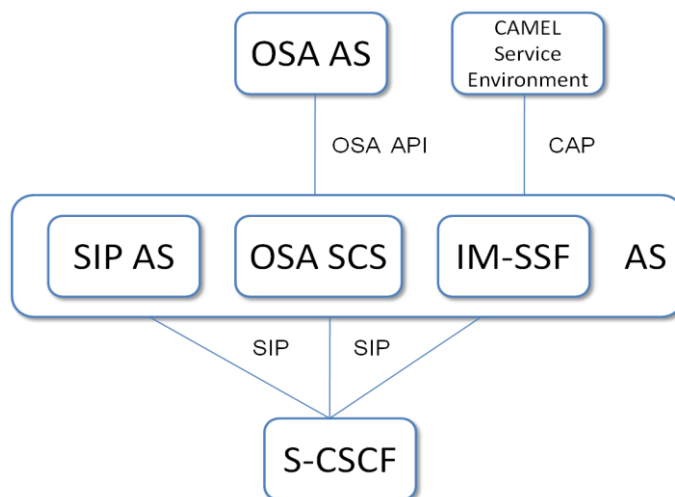 OSA AS
CAMEL
Service
Environment
OSA API
CAP
SIP AS
OSA SCS
IM-SSF
AS
SIP
SIP
S-CSCF